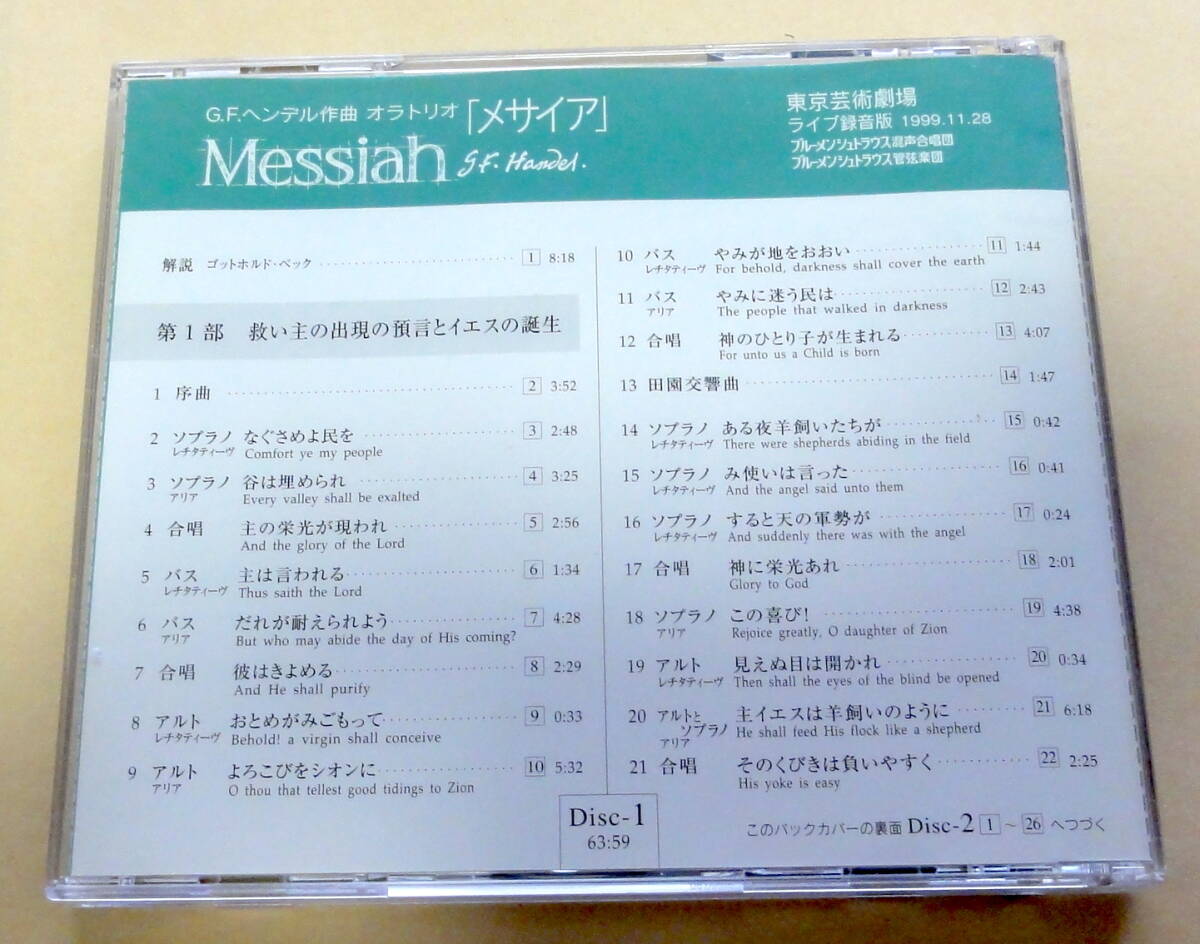 G.F.ヘンデル作曲 オラトリオ「メサイア」
Messiah G.F. Handel.
東京芸術劇場
ライブ録音版 1999.11.28
ブルーメンシュトラウス混声合唱団
ブルーメンシュトラウス管弦楽団
解説 ゴットホルド・ベック 1 8:18
第1部 救い主の出現の預言とイエスの誕生
1 序曲 2 3:52
2 ソプラノ なぐさめよ民を 3 2:48
レチタティーヴ Comfort ye my people
3 ソプラノ 谷は埋められ 4 3:25
アリア Every valley shall be exalted
4 合唱 主の栄光が現われ 5 2:56
And the glory of the Lord
5 バス 主は言われる 6 1:34
レチタティーヴ Thus saith the Lord
6 バス だれが耐えられよう 7 4:28
アリア But who may abide the day of His coming?
7 合唱 彼はきよめる 8 2:29
And He shall purify
8 アルト おとめがみごもって 9 0:33
レチタティーヴ Behold! a virgin shall conceive
9 アルト よろこびをシオンに 10 5:32
アリア O thou that tellest good tidings to Zion
10 バス やみが地をおおい 11 1:44
レチタティーヴ For behold, darkness shall cover the earth
11 バス やみに迷う民は 12 2:43
アリア The people that walked in darkness
12 合唱 神のひとり子が生まれる 13 4:07
For unto us a Child is born
13 田園交響曲 14 1:47
14 ソプラノ ある夜羊飼いたちが 15 0:42
レチタティーヴ There were shepherds abiding in the field
15 ソプラノ み使いは言った 16 0:41
レチタティーヴ And the angel said unto them
16 ソプラノ すると天の軍勢が 17 0:24
レチタティーヴ And suddenly there was with the angel
17 合唱 神に栄光あれ 18 2:01
Glory to God
18 ソプラノ この喜び! 19 4:38
アリア Rejoice greatly, O daughter of Zion
19 アルト 見えぬ目は開かれ 20 0:34
レチタティーヴ Then shall the eyes of the blind be opened
20 アルトと 主イエスは羊飼いのように 21 6:18
ソプラノ He shall feed His flock like a shepherd
アリア
21 合唱 そのくびきは負いやすく 22 2:25
His yoke is easy
Disc-1
63:59
このバックカバーの裏面 Disc-2 1 ～ 26 へつづく